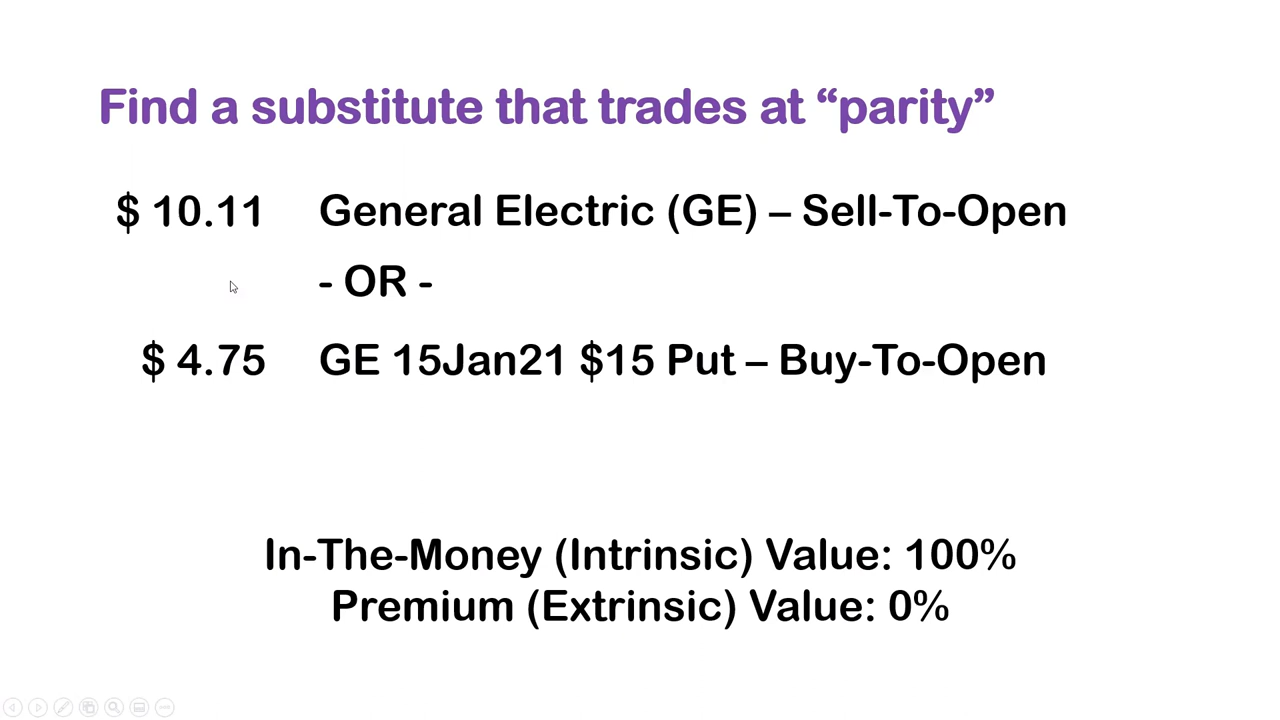 Find a substitute that trades at “parity”
$ 10.11 General Electric (GE) – Sell-To-Open
- OR -
$ 4.75 GE 15Jan21 $15 Put – Buy-To-Open
In-The-Money (Intrinsic) Value: 100%
Premium (Extrinsic) Value: 0%